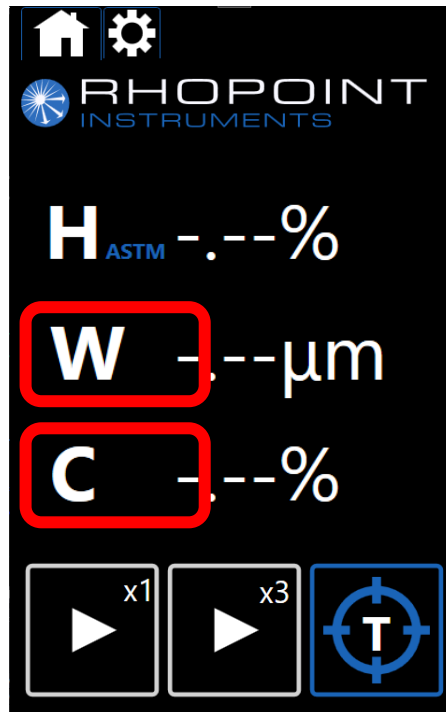 RHOPOINT
INSTRUMENTS
H ASTM -.--%
W -.--µm
C -.--%
x1 x3 T